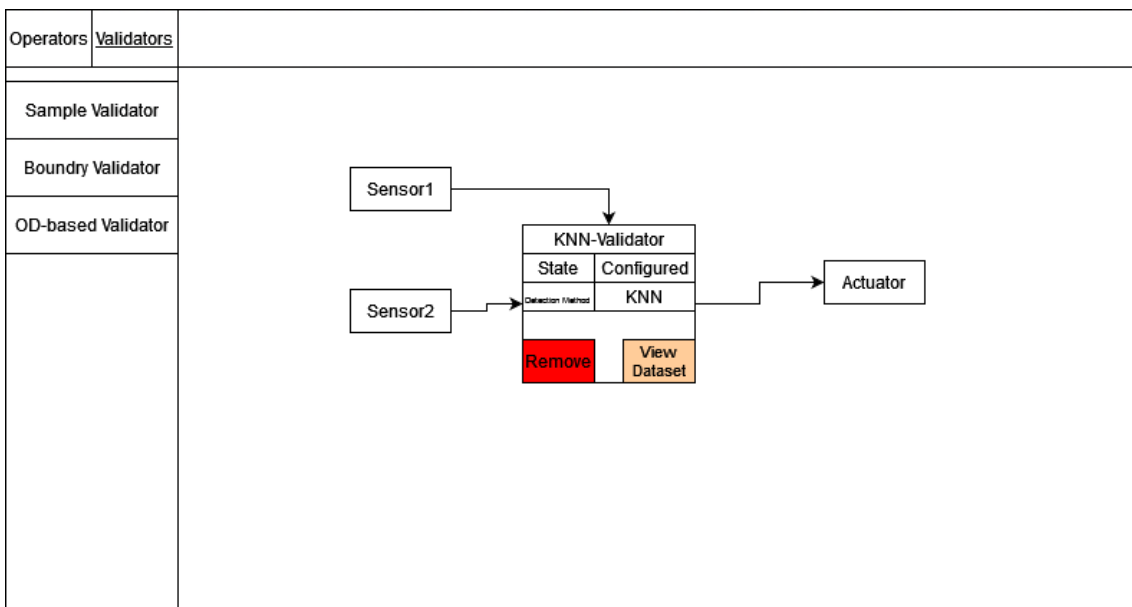 Operators Validators
Sample Validator
Boundry Validator
OD-based Validator
Sensor1
Sensor2
KNN-Validator
State Configured
Detection Method KNN
Remove
View
Dataset
Actuator